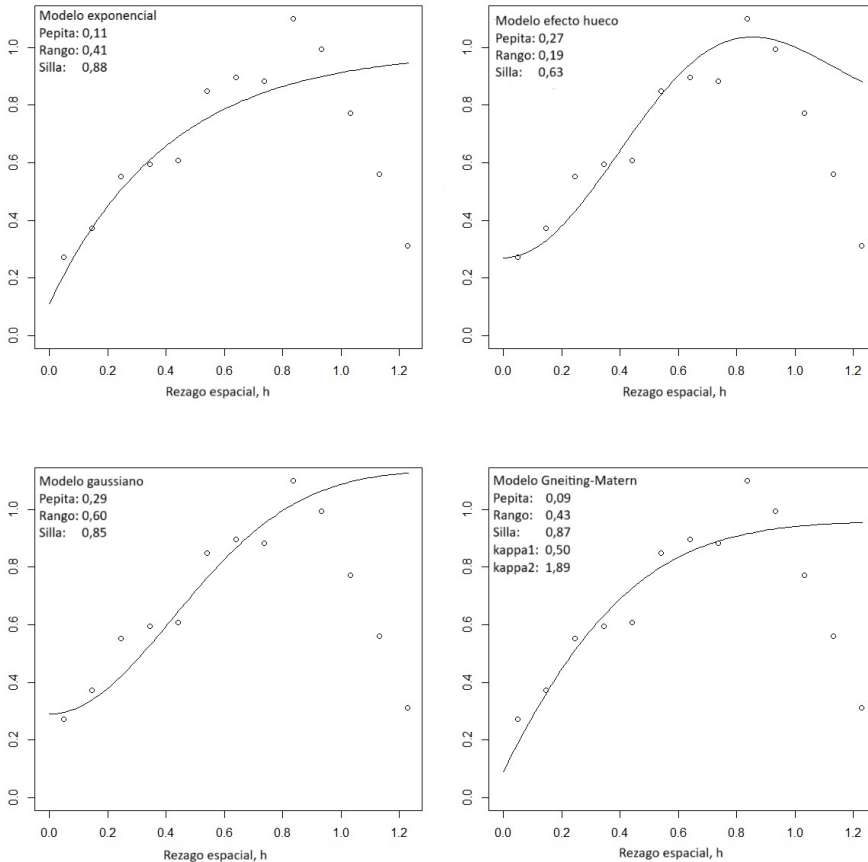 Modelo exponencial
Pepita: 0,11
Rango: 0,41
Silla: 0,88
0.0 0.2 0.4 0.6 0.8 1.0
0.0 0.2 0.4 0.6 0.8 1.0 1.2
Rezago espacial, h
Modelo efecto hueco
Pepita: 0,27
Rango: 0,19
Silla: 0,63
0.0 0.2 0.4 0.6 0.8 1.0
0.0 0.2 0.4 0.6 0.8 1.0 1.2
Rezago espacial, h
Modelo gaussiano
Pepita: 0,29
Rango: 0,60
Silla: 0,85
0.0 0.2 0.4 0.6 0.8 1.0
0.0 0.2 0.4 0.6 0.8 1.0 1.2
Rezago espacial, h
Modelo Gneiting-Matern
Pepita: 0,09
Rango: 0,43
Silla: 0,87
kappa1: 0,50
kappa2: 1,89
0.0 0.2 0.4 0.6 0.8 1.0
0.0 0.2 0.4 0.6 0.8 1.0 1.2
Rezago espacial, h